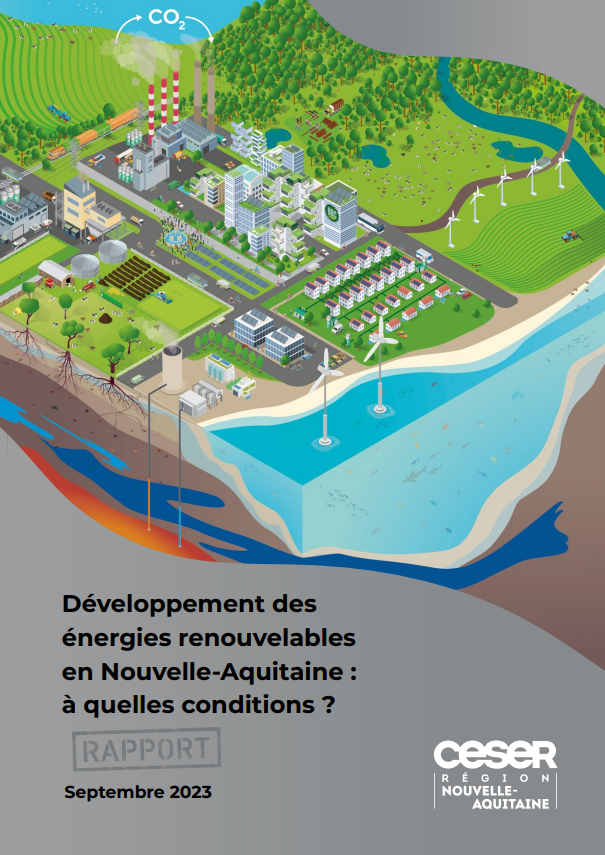 CO2
Développement des
énergies renouvelables
en Nouvelle-Aquitaine :
à quelles conditions ?
RAPPORT
Septembre 2023
CESER
RÉGION
NOUVELLE-
AQUITAINE